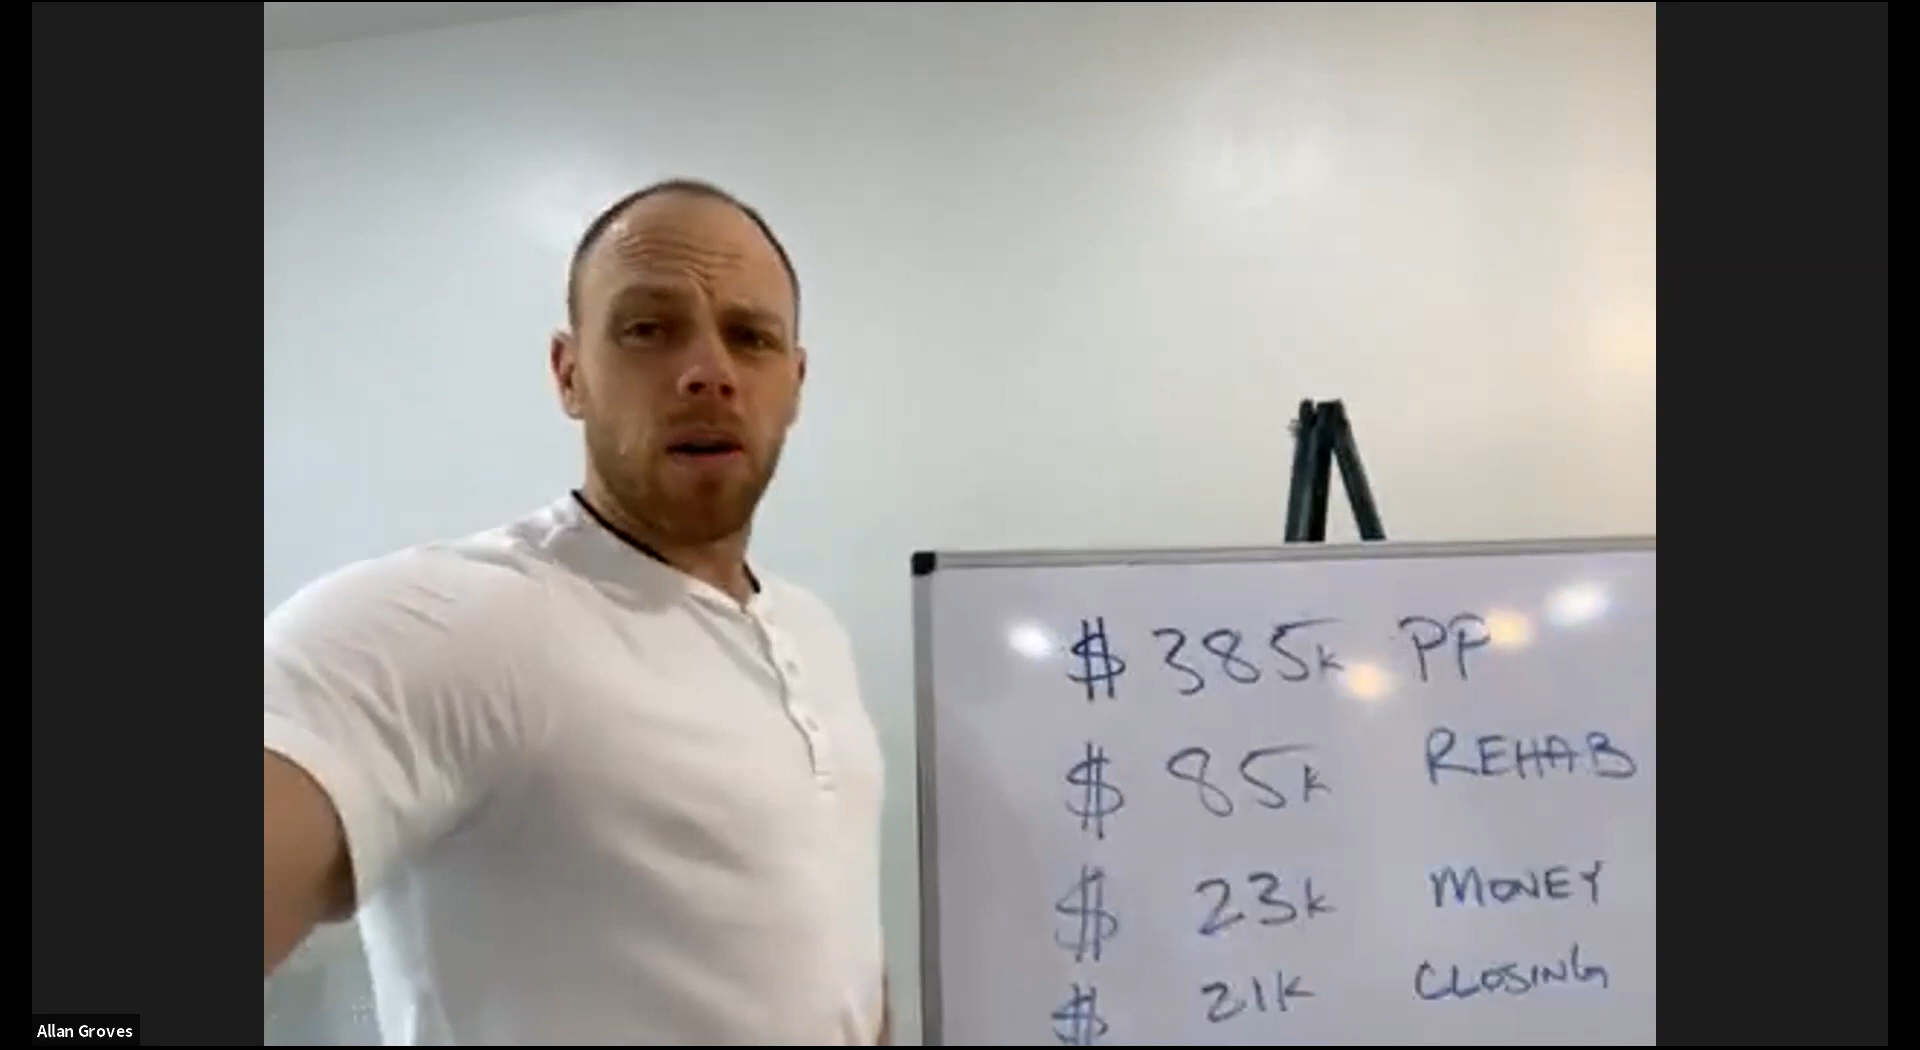 $ 385k PP
$ 85k REHAB
$ 23k MONEY
$ 21k CLOSING
Allan Groves